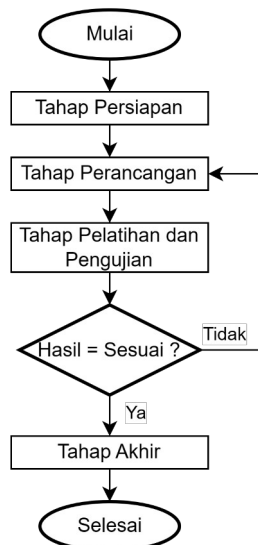 Mulai
Tahap Persiapan
Tahap Perancangan
Tahap Pelatihan dan
Pengujian
Hasil = Sesuai ?
Tidak
Ya
Tahap Akhir
Selesai